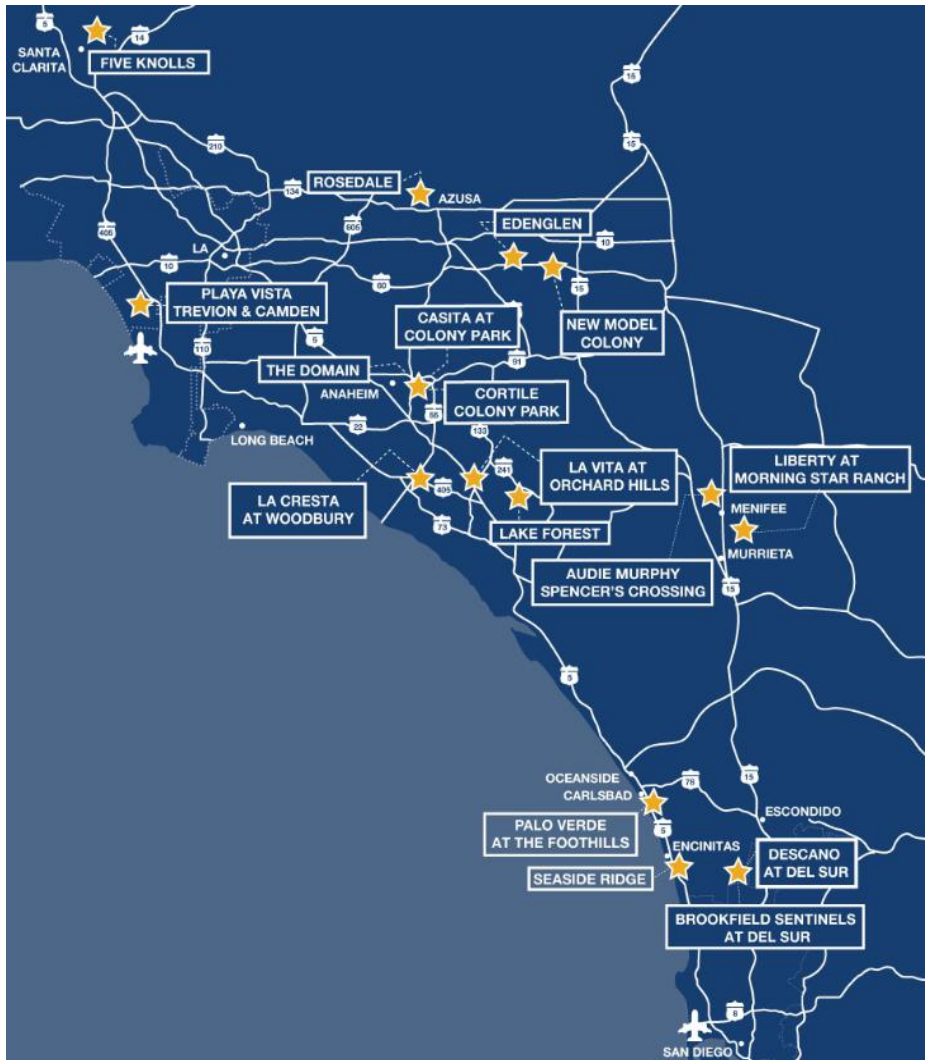 5
14
SANTA
CLARITA
FIVE KNOLLS
15
15
210
ROSEDALE
134
AZUSA
605
EDENGLEN
405
LA
10
10
60
15
PLAYA VISTA
TREVION & CAMDEN
CASITA AT
COLONY PARK
NEW MODEL
COLONY
110
5
91
THE DOMAIN
ANAHEIM
CORTILE
COLONY PARK
55
22
133
LONG BEACH
241
LA VITA AT
ORCHARD HILLS
LIBERTY AT
MORNING STAR RANCH
405
LA CRESTA
AT WOODBURY
73
LAKE FOREST
MENIFEE
MURRIETA
AUDIE MURPHY
SPENCER'S CROSSING
15
5
OCEANSIDE
CARLSBAD
78
15
ESCONDIDO
PALO VERDE
AT THE FOOTHILLS
5
ENCINITAS
SEASIDE RIDGE
DESCANO
AT DEL SUR
BROOKFIELD SENTINELS
AT DEL SUR
8
SAN DIEGO